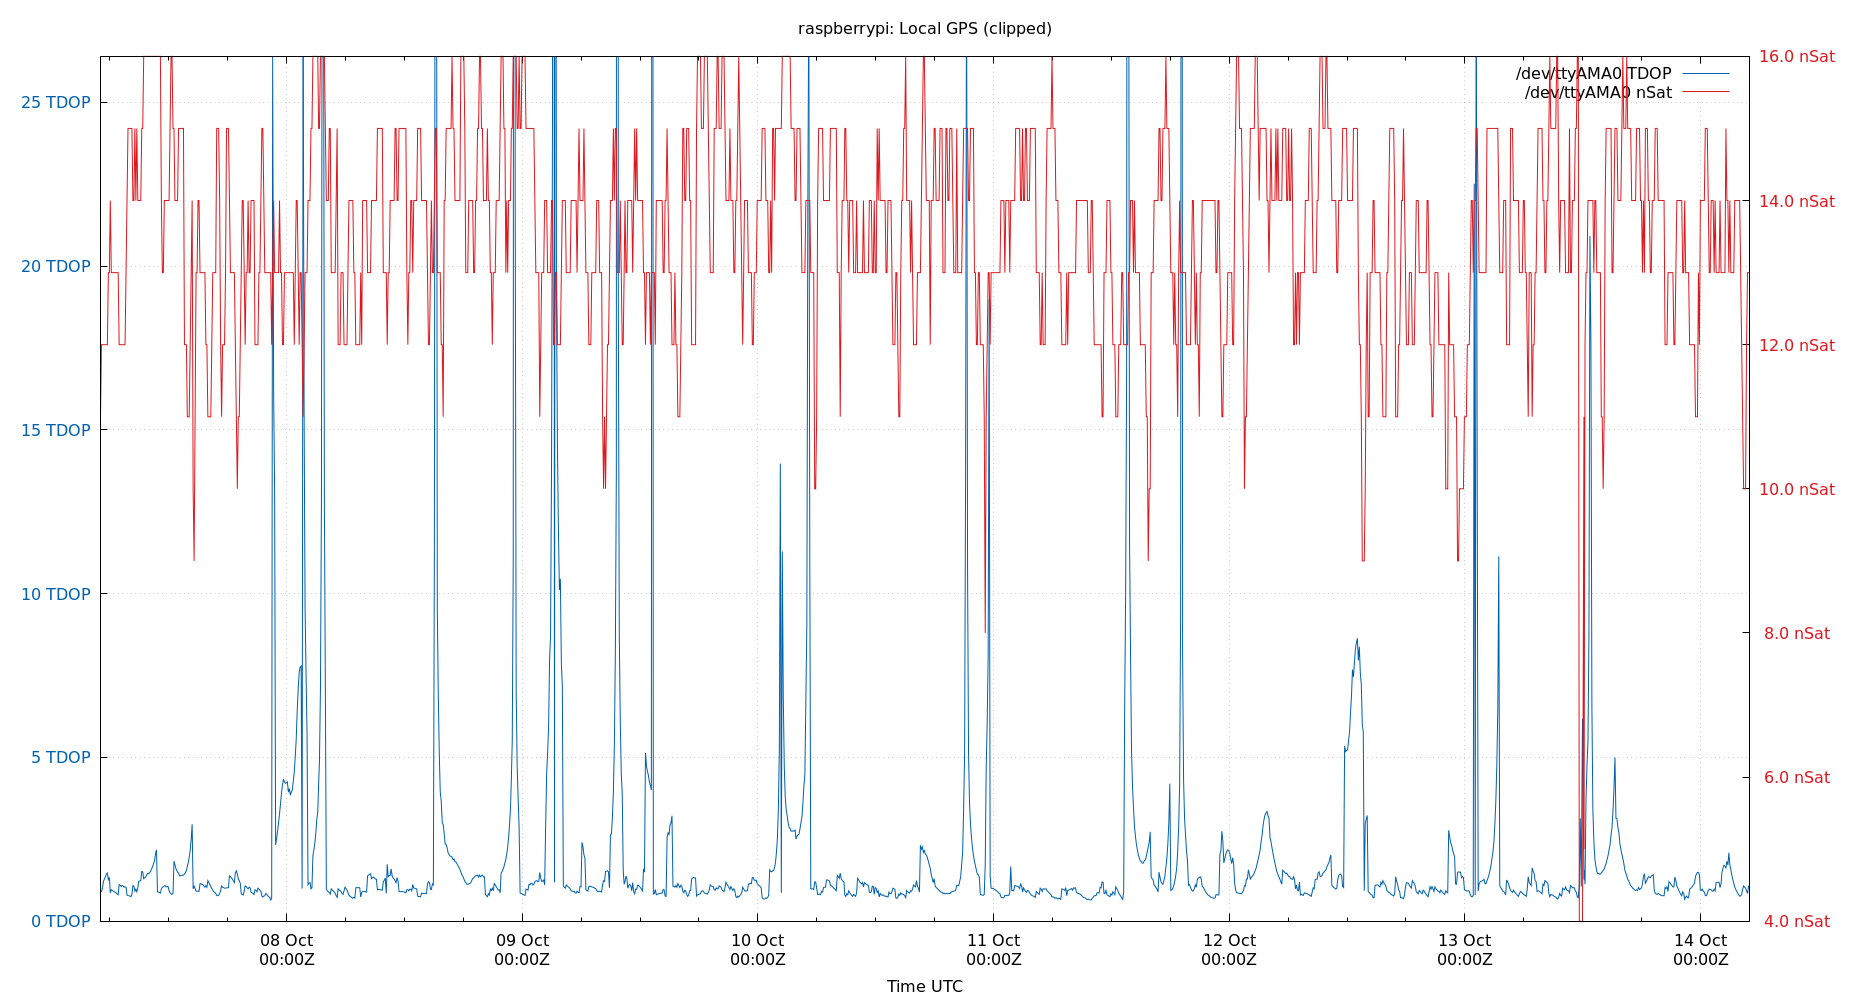 raspberrypi: Local GPS (clipped)
16.0 nSat
/dev/ttyAMA0 TDOP
/dev/ttyAMA0 nSat
25 TDOP
14.0 nSat
20 TDOP
12.0 nSat
15 TDOP
10.0 nSat
10 TDOP
8.0 nSat
5 TDOP
6.0 nSat
0 TDOP
4.0 nSat
08 Oct
00:00Z
09 Oct
00:00Z
10 Oct
00:00Z
11 Oct
00:00Z
12 Oct
00:00Z
13 Oct
00:00Z
14 Oct
00:00Z
Time UTC